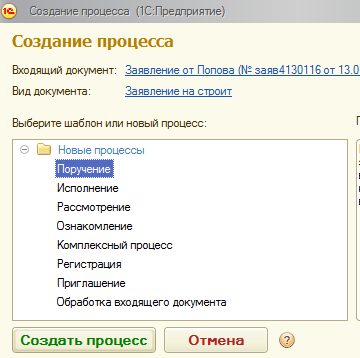 1С Создание процесса (1С:Предприятие)
Создание процесса
Входящий документ: Заявление от Попова (№ заяв4130116 от 13.0
Вид документа: Заявление на строит
Выберите шаблон или новый процесс:
Новые процессы
Поручение
Исполнение
Рассмотрение
Ознакомление
Комплексный процесс
Регистрация
Приглашение
Обработка входящего документа
Создать процесс Отмена ?